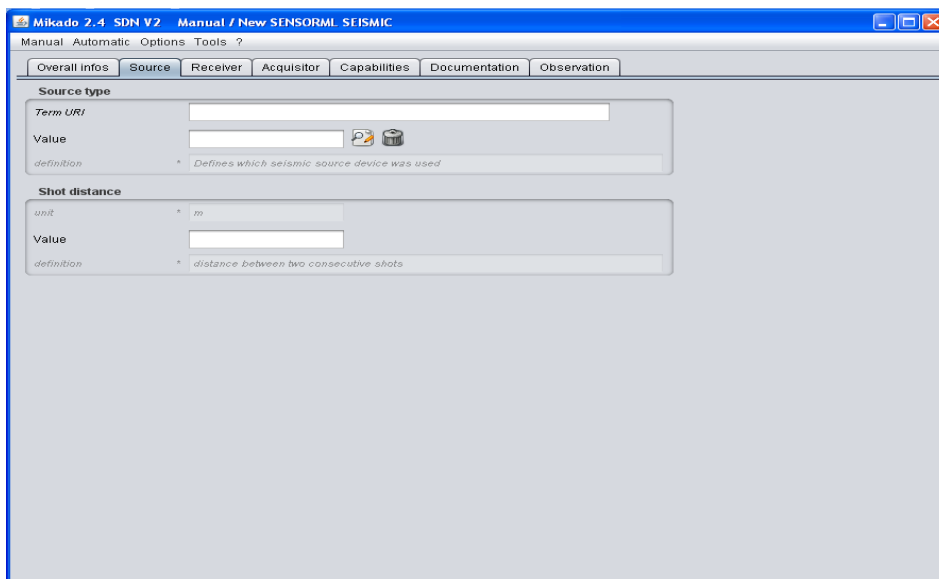 Mikado 2.4 SDN V2 Manual / New SENSORML SEISMIC
Manual Automatic Options Tools ?
Overall infos Source Receiver Acquisitor Capabilities Documentation Observation
Source type
Term URI
Value
definition * Defines which seismic source device was used
Shot distance
unit * m
Value
definition * distance between two consecutive shots